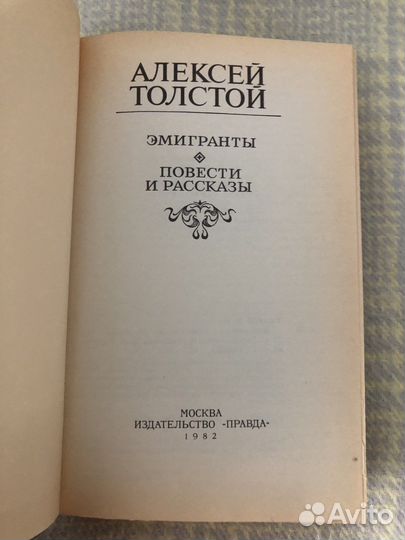 АЛЕКСЕЙ
ТОЛСТОЙ
ЭМИГРАНТЫ
ПОВЕСТИ
И РАССКАЗЫ
МОСКВА
ИЗДАТЕЛЬСТВО «ПРАВДА»
1982
Avito